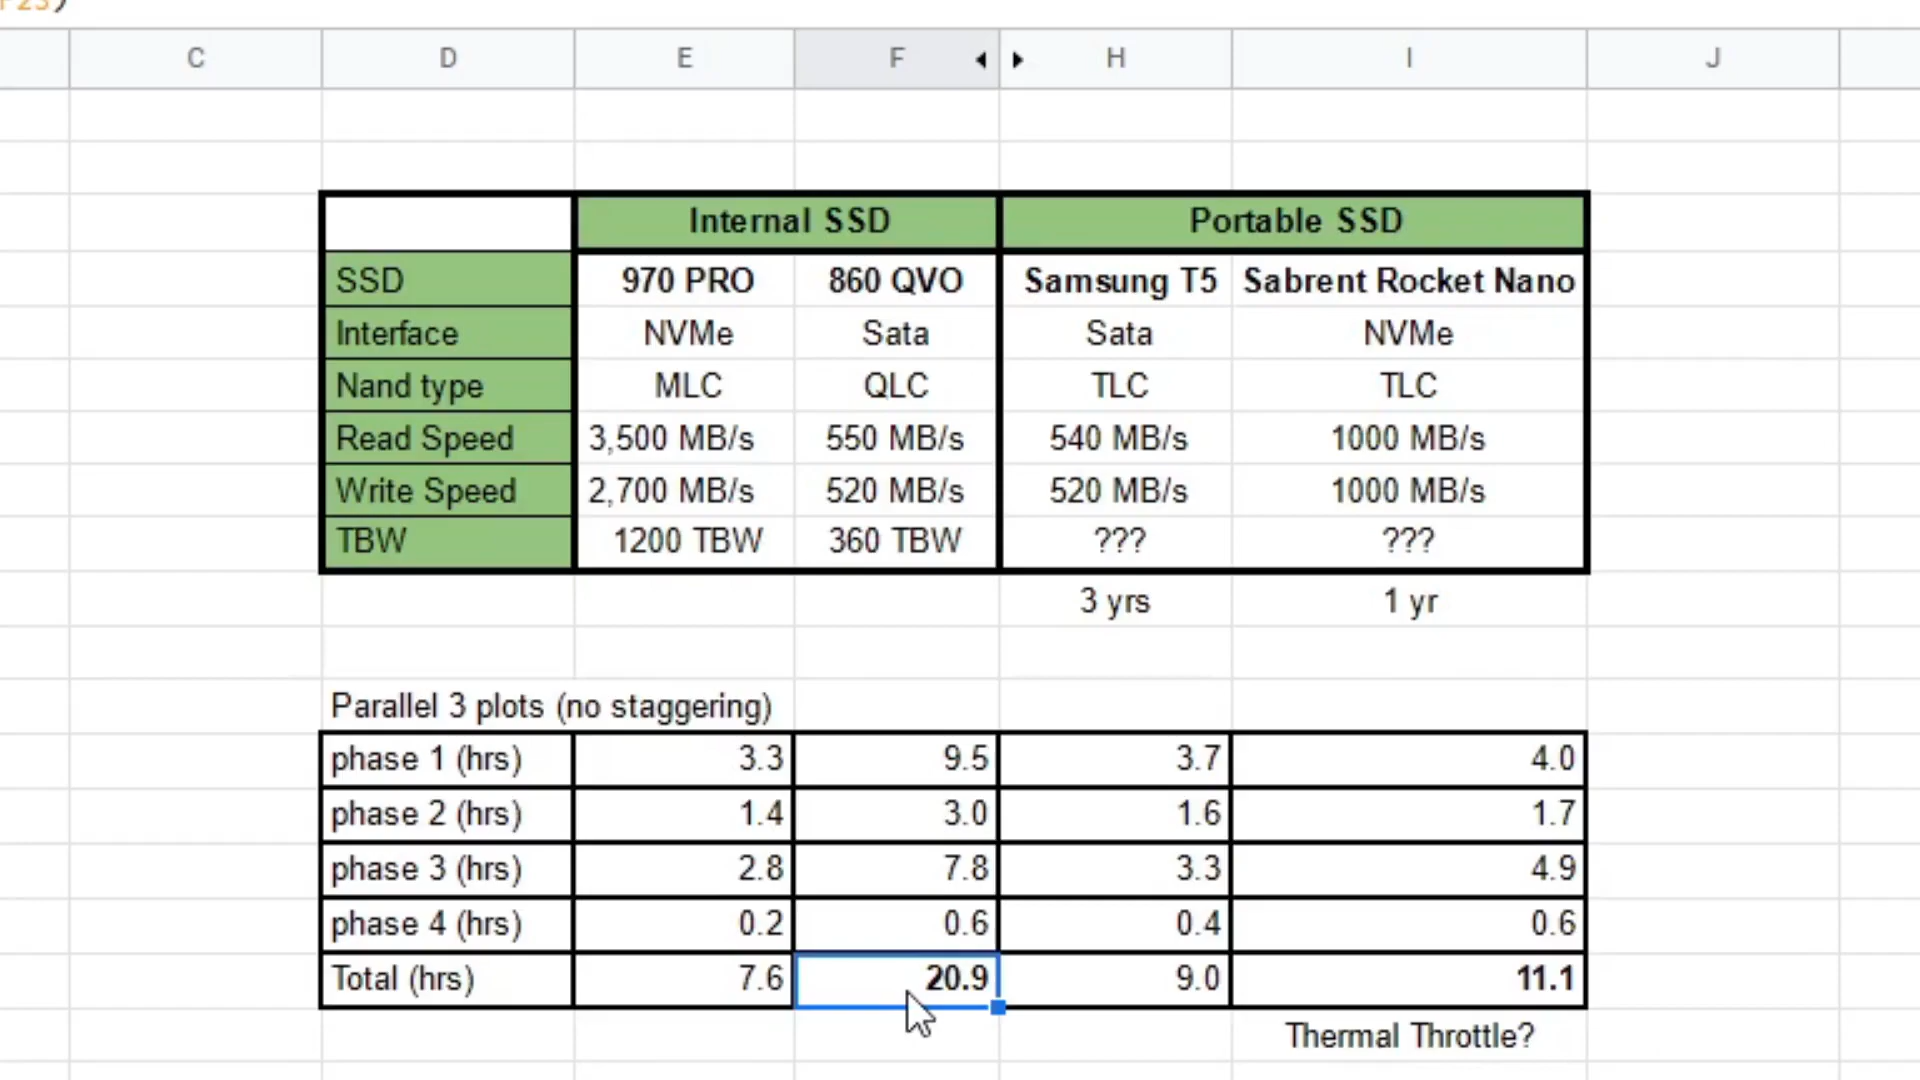 C D E F H I J
Internal SSD Portable SSD
SSD 970 PRO 860 QVO Samsung T5 Sabrent Rocket Nano
Interface NVMe Sata Sata NVMe
Nand type MLC QLC TLC TLC
Read Speed 3,500 MB/s 550 MB/s 540 MB/s 1000 MB/s
Write Speed 2,700 MB/s 520 MB/s 520 MB/s 1000 MB/s
TBW 1200 TBW 360 TBW ??? ???
3 yrs 1 yr
Parallel 3 plots (no staggering)
phase 1 (hrs) 3.3 9.5 3.7 4.0
phase 2 (hrs) 1.4 3.0 1.6 1.7
phase 3 (hrs) 2.8 7.8 3.3 4.9
phase 4 (hrs) 0.2 0.6 0.4 0.6
Total (hrs) 7.6 20.9 9.0 11.1
Thermal Throttle?